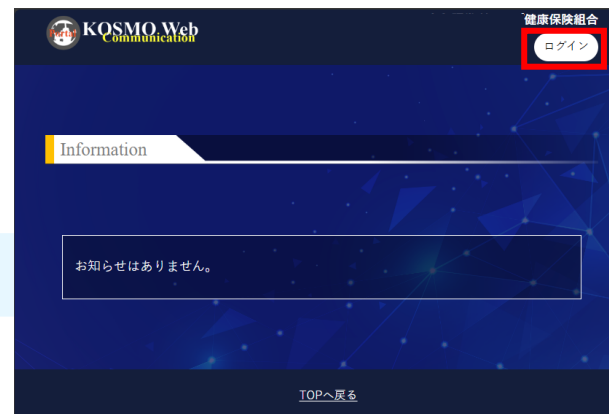 健康保険組合
Portal
KOSMO Web
Communication
ログイン
Information
お知らせはありません。
TOPへ戻る